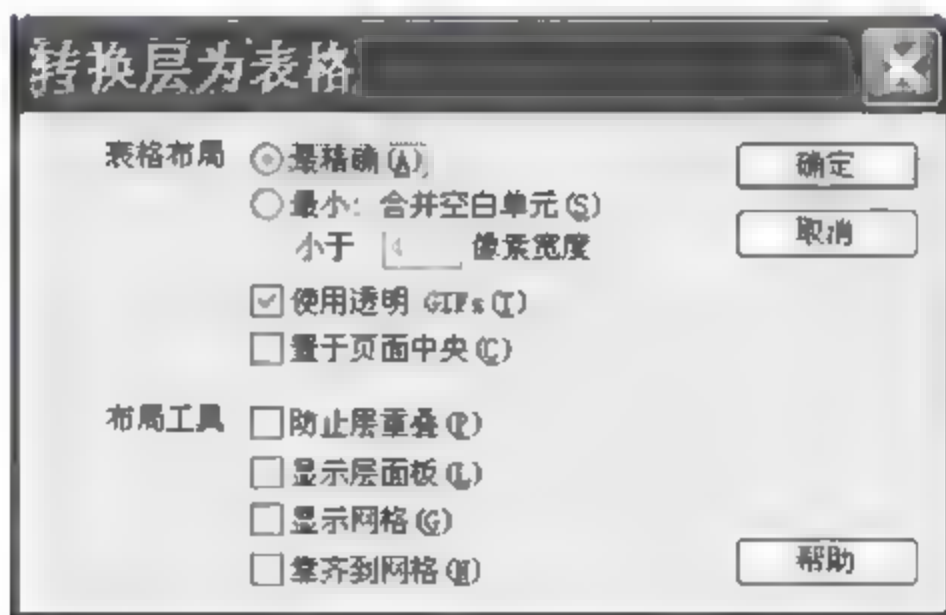 转换层为表格
表格布局 最精确(A) 确定
最小: 合并空白单元(S)
小于 4 像素宽度 取消
使用透明 GIFs(T)
置于页面中央(C)
布局工具 防止层重叠(P)
显示层面板(L)
显示网格(G)
靠齐到网格(N) 帮助